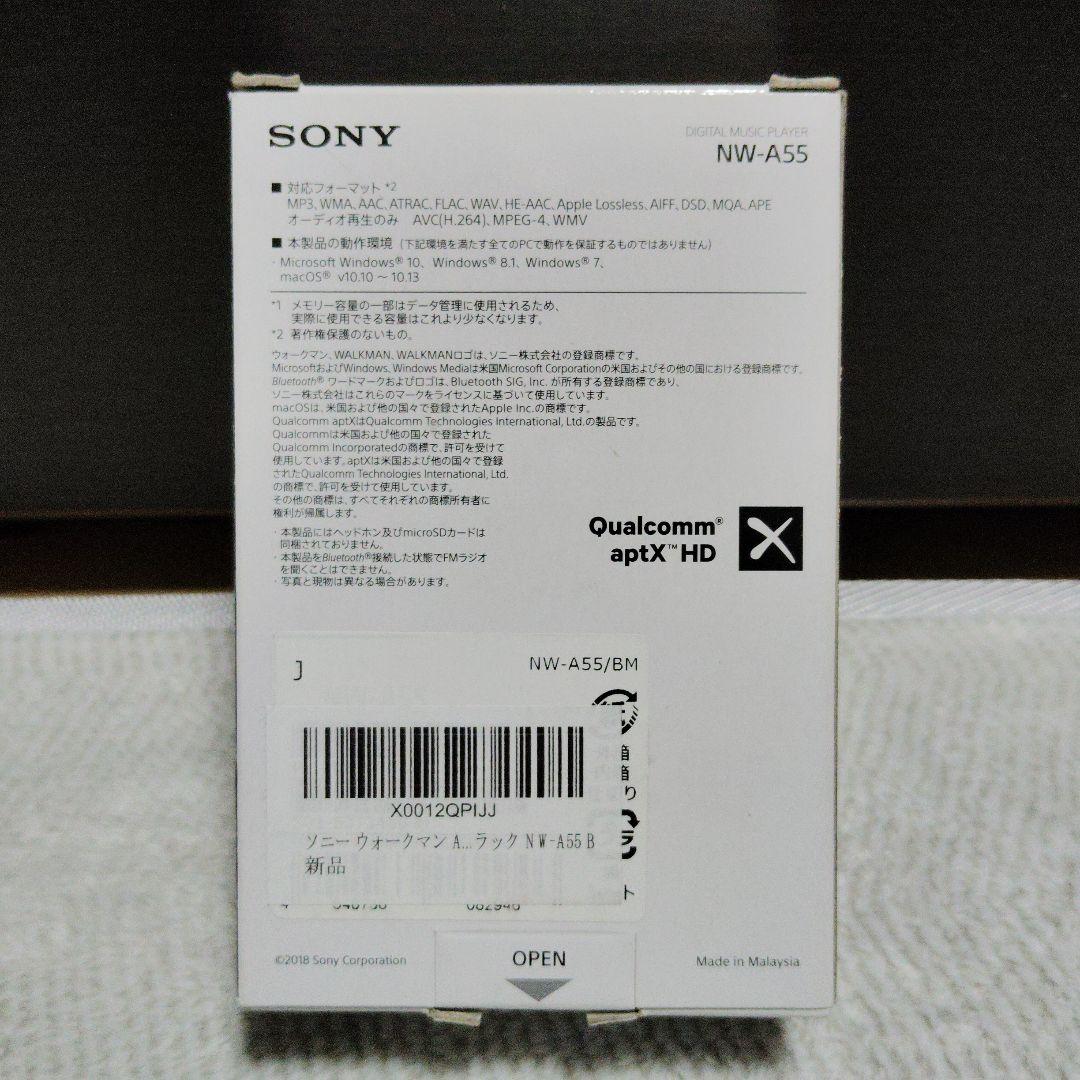 SONY
DIGITAL MUSIC PLAYER
NW-A55
■ 対応フォーマット *2
MP3、WMA、AAC、ATRAC、FLAC、WAV、HE-AAC、Apple Lossless、AIFF、DSD、MQA、APE
オーディオ再生のみ AVC(H.264)、MPEG-4、WMV
■ 本製品の動作環境（下記環境を満たす全てのPCで動作を保証するものではありません）
・Microsoft Windows® 10、Windows® 8.1、Windows® 7、
macOS® v10.10 ～ 10.13
*1 メモリー容量の一部はデータ管理に使用されるため、
実際に使用できる容量はこれより少なくなります。
*2 著作権保護のないもの。
ウォークマン、WALKMAN、WALKMANロゴは、ソニー株式会社の登録商標です。
MicrosoftおよびWindows、Windows Mediaは米国Microsoft Corporationの米国およびその他の国における登録商標です。
Bluetooth® ワードマークおよびロゴは、Bluetooth SIG, Inc. が所有する登録商標であり、
ソニー株式会社はこれらのマークをライセンスに基づいて使用しています。
macOSは、米国および他の国々で登録されたApple Inc.の商標です。
Qualcomm aptXはQualcomm Technologies International, Ltd.の製品です。
Qualcommは米国および他の国々で登録された
Qualcomm Incorporatedの商標で、許可を受けて
使用しています。aptXは米国および他の国々で登録
されたQualcomm Technologies International, Ltd.
の商標で、許可を受けて使用しています。
その他の商標は、すべてそれぞれの商標所有者に
権利が帰属します。
・本製品にはヘッドホン及びmicroSDカードは
同梱されておりません。
・本製品をBluetooth®接続した状態でFMラジオ
を聞くことはできません。
・写真と現物は異なる場合があります。
Qualcomm®
aptX™ HD
J
NW-A55/BM
X0012QPIJJ
ソニー ウォークマン A...ラック NW-A55 B
新品
©2018 Sony Corporation
OPEN
Made in Malaysia